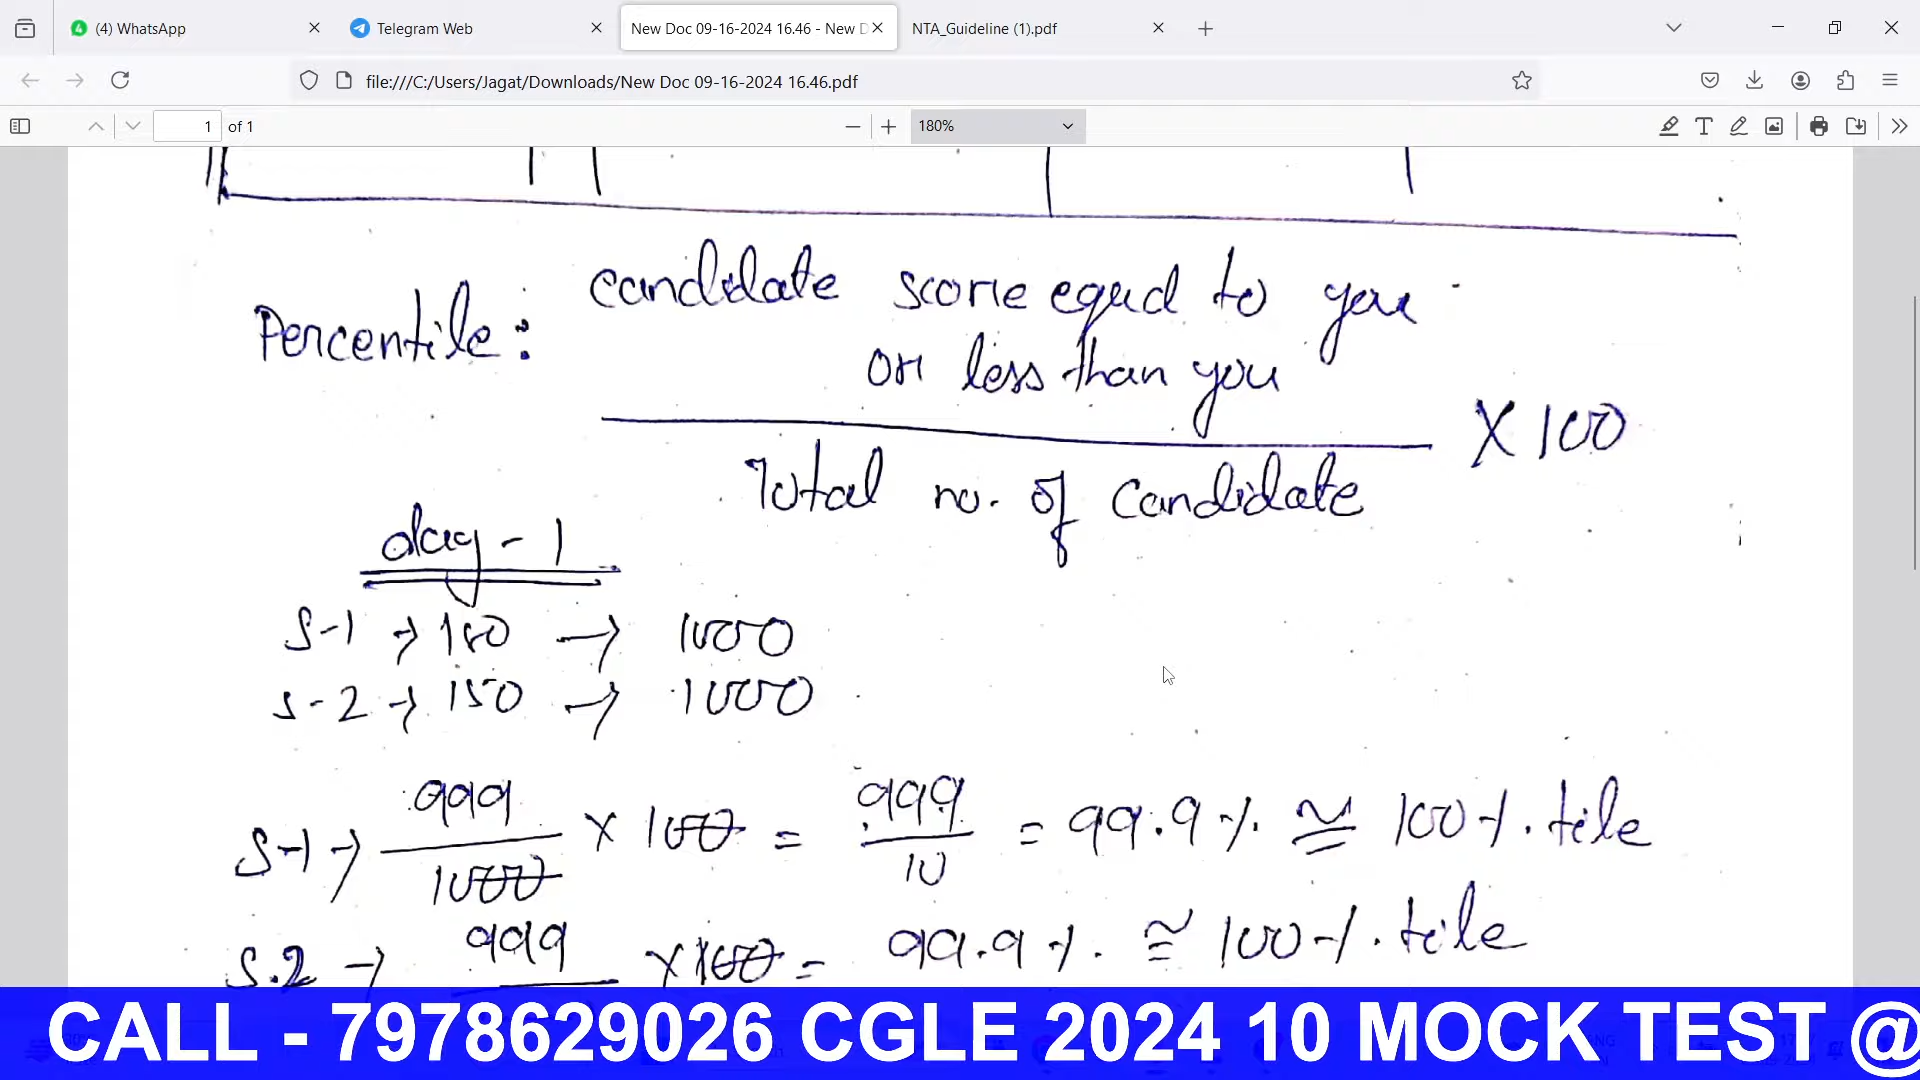 (4) WhatsApp
Telegram Web
New Doc 09-16-2024 16.46 - New D
NTA_Guideline (1).pdf
file:///C:/Users/Jagat/Downloads/New Doc 09-16-2024 16.46.pdf
1 of 1
180%
Percentile: candidate score equal to you
or less than you
× 100
Total no. of candidate
day - 1
S-1 → 180 → 1000
S-2 → 150 → 1000
S-1 → 999/1000 × 100 = 999/10 = 99.9% ≅ 100%.tile
S.2 → 999 × 100 = 99.9%. ≅ 100%.tile
CALL - 7978629026 CGLE 2024 10 MOCK TEST @